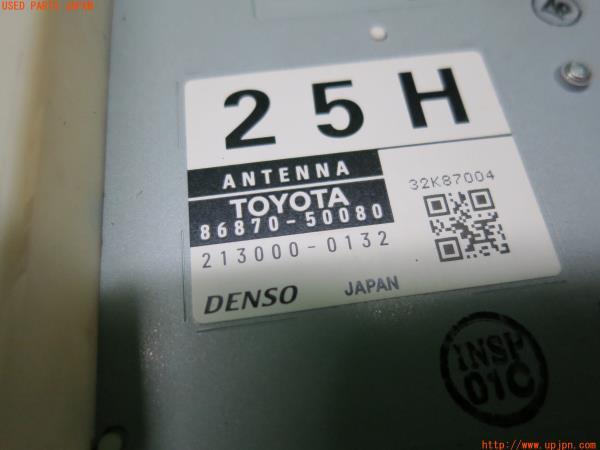 USED PARTS JAPAN
25H
ANTENNA
32K87004
TOYOTA
86870-50080
213000-0132
DENSO JAPAN
INSP
01C
http://www.upjpn.com/